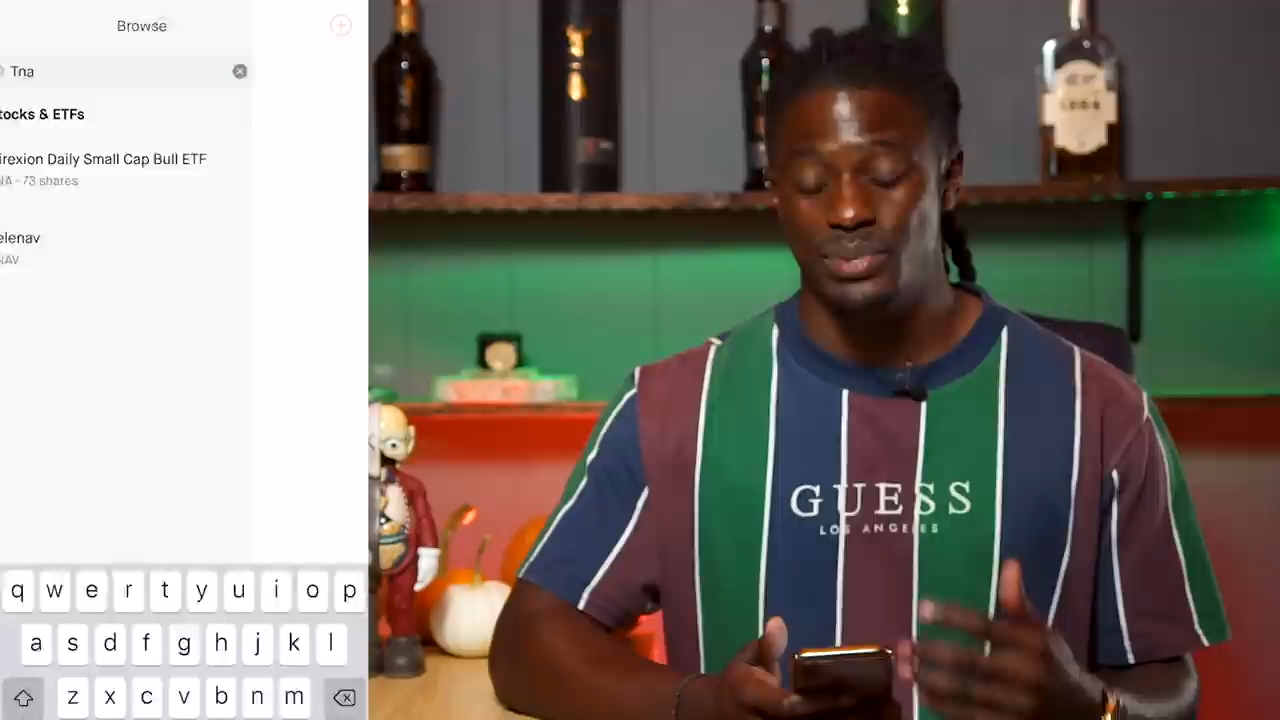 Browse
Tna
tocks & ETFs
irexion Daily Small Cap Bull ETF
NA - 73 shares
elenav
NAV
q w e r t y u i o p
a s d f g h j k l
z x c v b n m
GUESS
LOS ANGELES